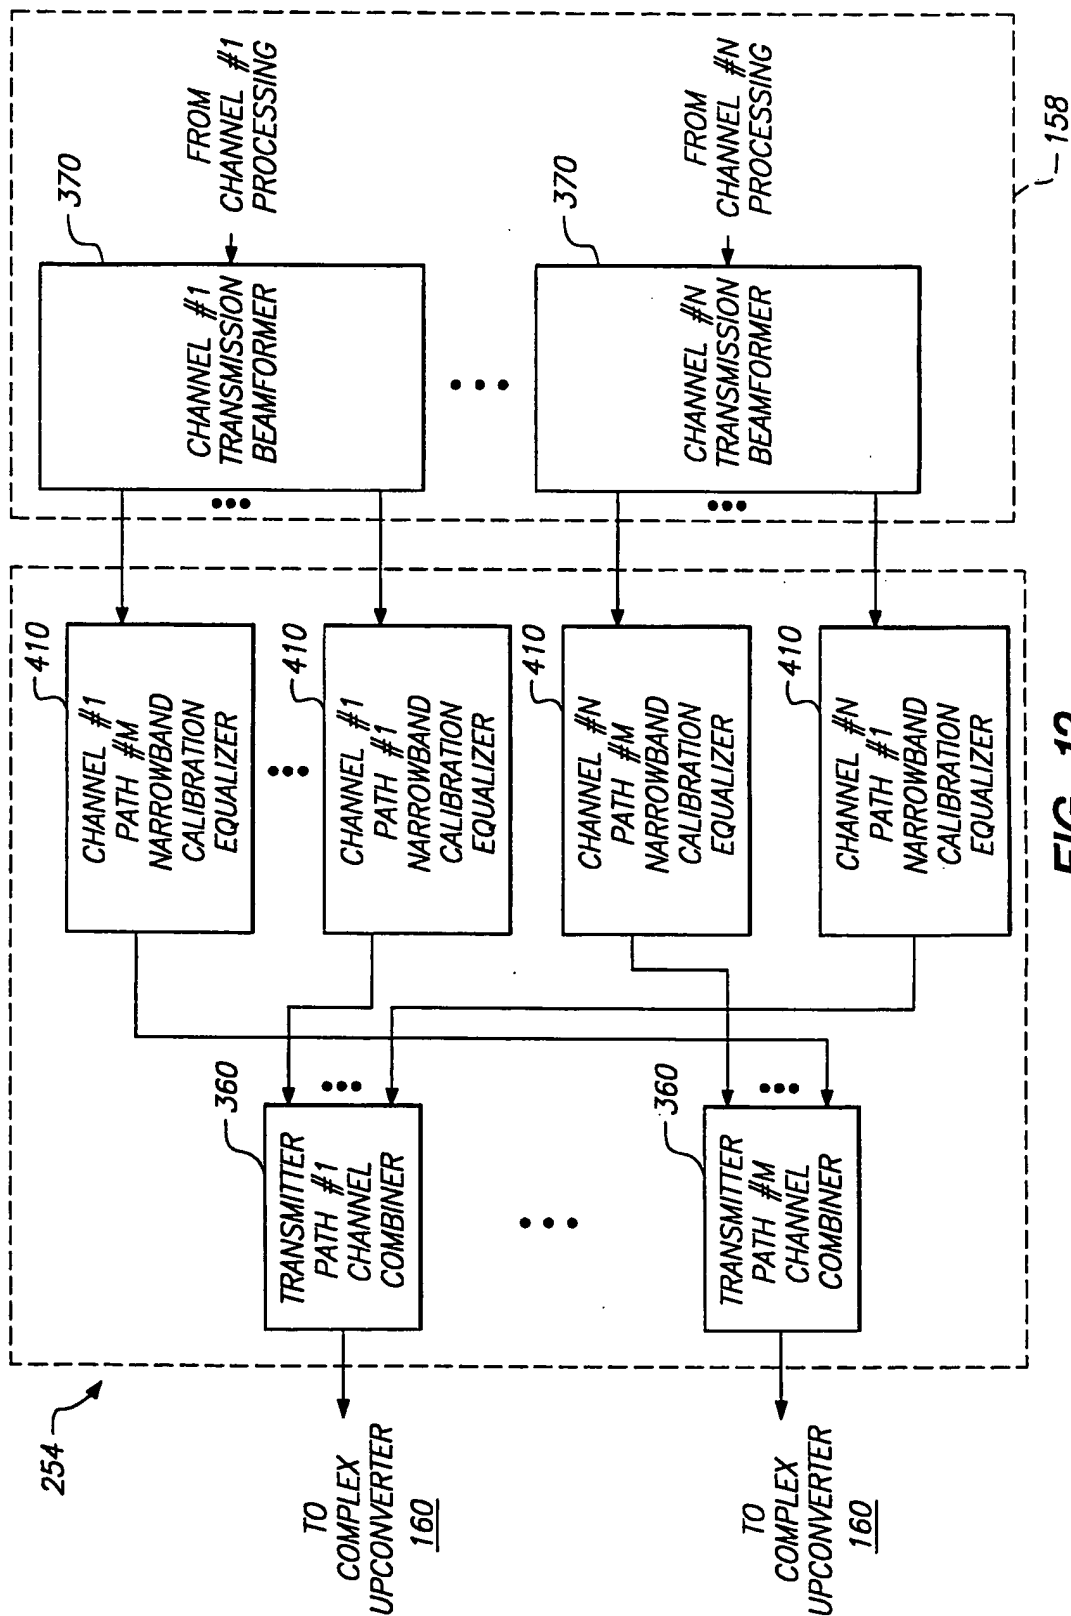 254
TO
COMPLEX
UPCONVERTER
160
TO
COMPLEX
UPCONVERTER
160
360
TRANSMITTER
PATH #1
CHANNEL
COMBINER
360
TRANSMITTER
PATH #M
CHANNEL
COMBINER
410
CHANNEL #1
PATH #M
NARROWBAND
CALIBRATION
EQUALIZER
410
CHANNEL #1
PATH #1
NARROWBAND
CALIBRATION
EQUALIZER
410
CHANNEL #N
PATH #M
NARROWBAND
CALIBRATION
EQUALIZER
410
CHANNEL #N
PATH #1
NARROWBAND
CALIBRATION
EQUALIZER
370
CHANNEL #1
TRANSMISSION
BEAMFORMER
370
CHANNEL #N
TRANSMISSION
BEAMFORMER
FROM
CHANNEL #1
PROCESSING
FROM
CHANNEL #N
PROCESSING
158
FIG.